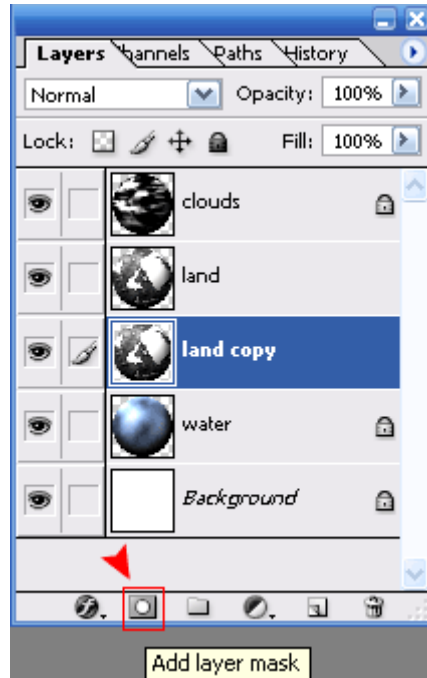 Layers Channels Paths History
Normal Opacity: 100%
Lock: Fill: 100%
clouds
land
land copy
water
Background
Add layer mask